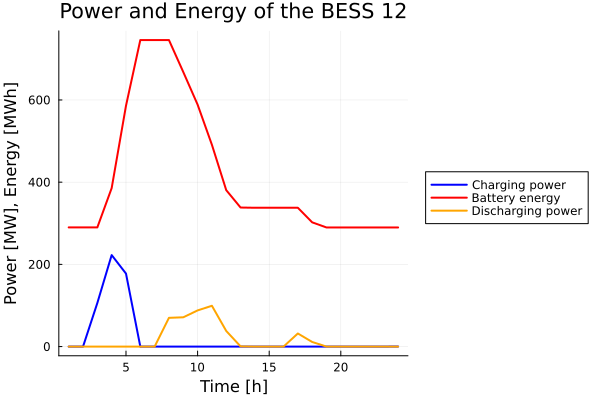 Power and Energy of the BESS 12
Power [MW], Energy [MWh]
600
400
200
0
5
10
15
20
Time [h]
Charging power
Battery energy
Discharging power